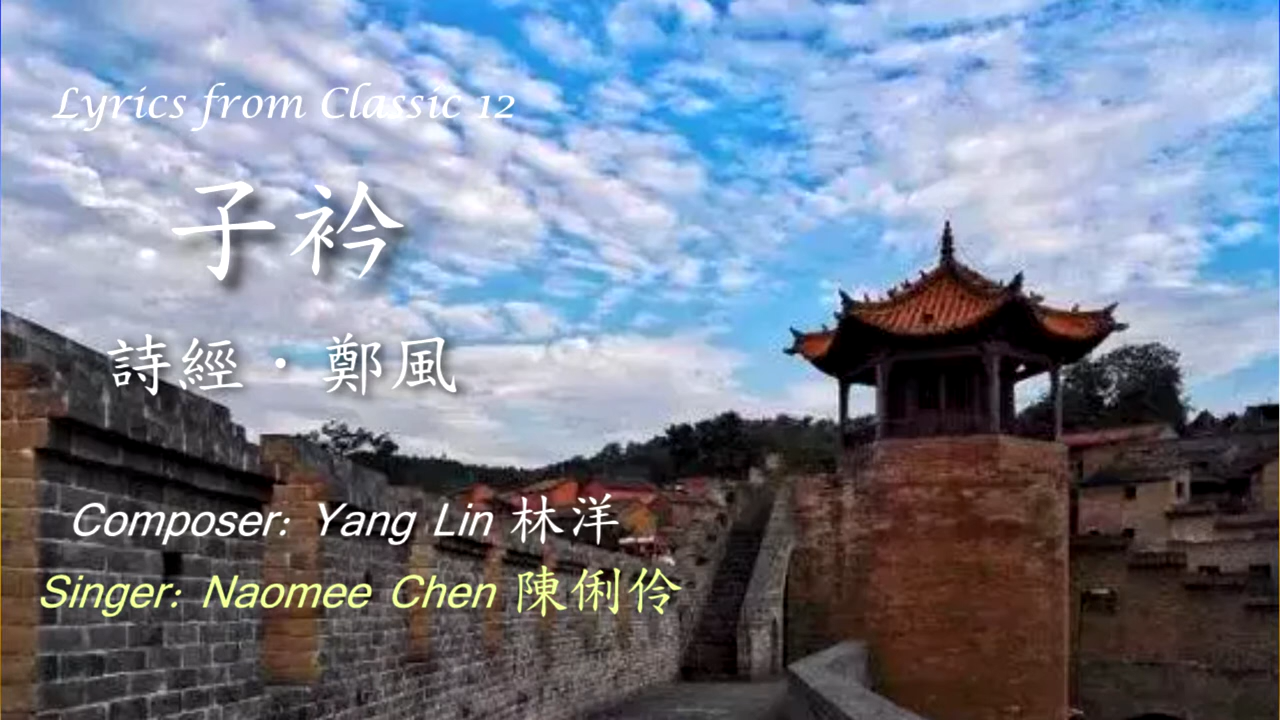 Lyrics from Classic 12
子衿
詩經·鄭風
Composer: Yang Lin 林洋
Singer: Naomee Chen 陳俐伶